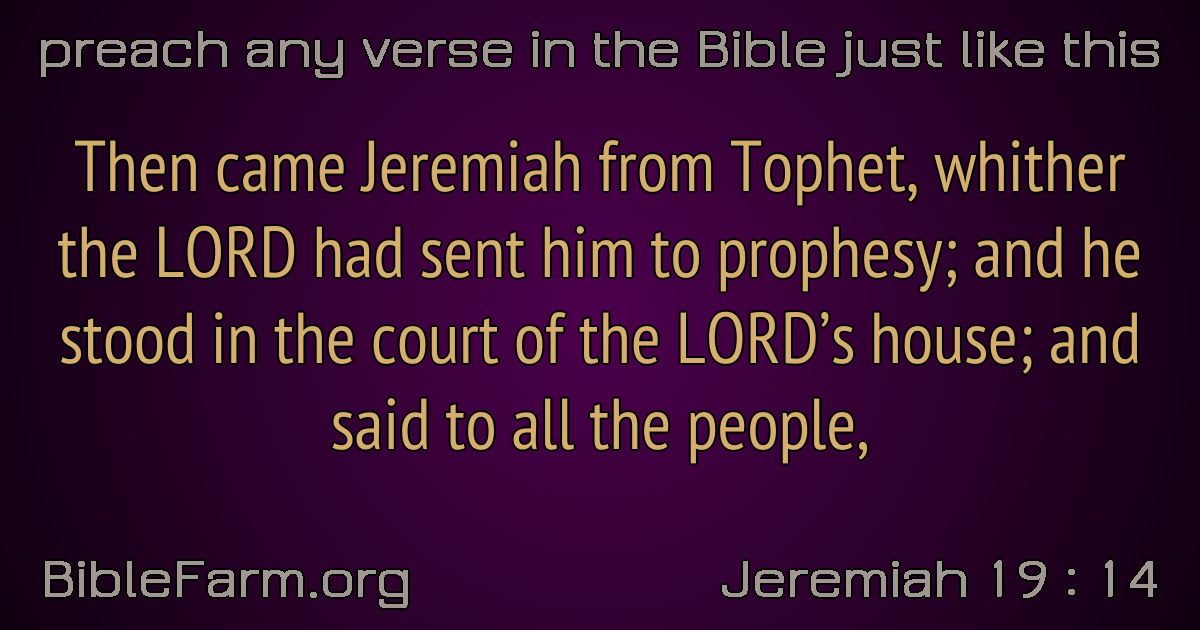 preach any verse in the Bible just like this
Then came Jeremiah from Tophet, whither
the LORD had sent him to prophesy; and he
stood in the court of the LORD’s house; and
said to all the people,
BibleFarm.org
Jeremiah 19 : 14